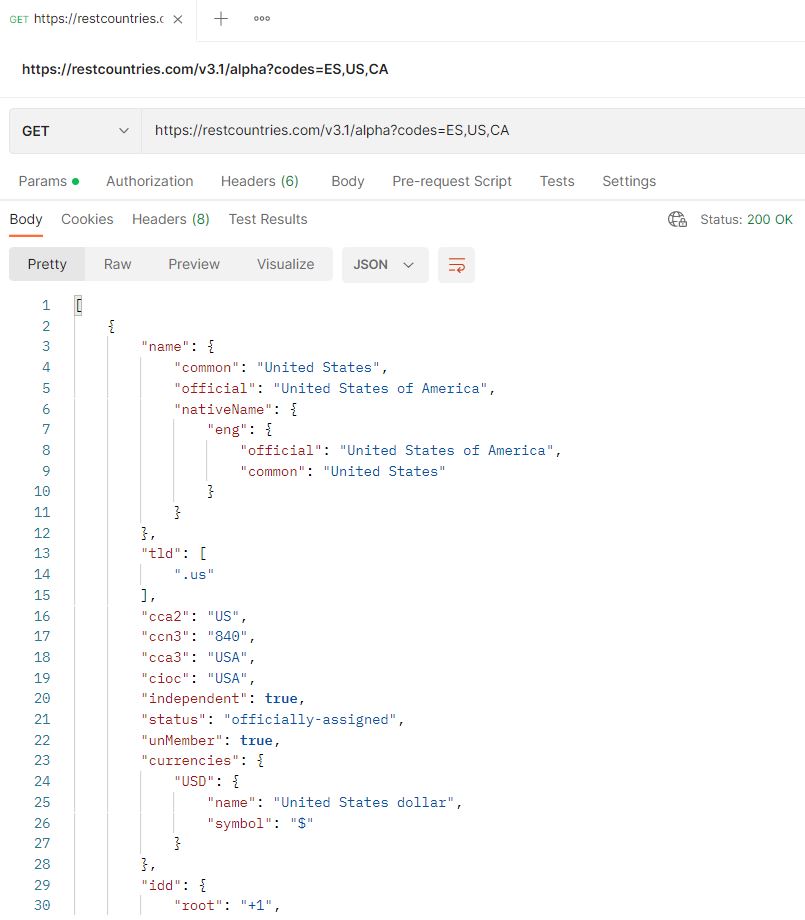 GET https://restcountries.c
https://restcountries.com/v3.1/alpha?codes=ES,US,CA
GET https://restcountries.com/v3.1/alpha?codes=ES,US,CA
Params Authorization Headers (6) Body Pre-request Script Tests Settings
Body Cookies Headers (8) Test Results Status: 200 OK
Pretty Raw Preview Visualize JSON
1 [
2 {
3 "name": {
4 "common": "United States",
5 "official": "United States of America",
6 "nativeName": {
7 "eng": {
8 "official": "United States of America",
9 "common": "United States"
10 }
11 }
12 },
13 "tld": [
14 ".us"
15 ],
16 "cca2": "US",
17 "ccn3": "840",
18 "cca3": "USA",
19 "cioc": "USA",
20 "independent": true,
21 "status": "officially-assigned",
22 "unMember": true,
23 "currencies": {
24 "USD": {
25 "name": "United States dollar",
26 "symbol": "$"
27 }
28 },
29 "idd": {
30 "root": "+1",